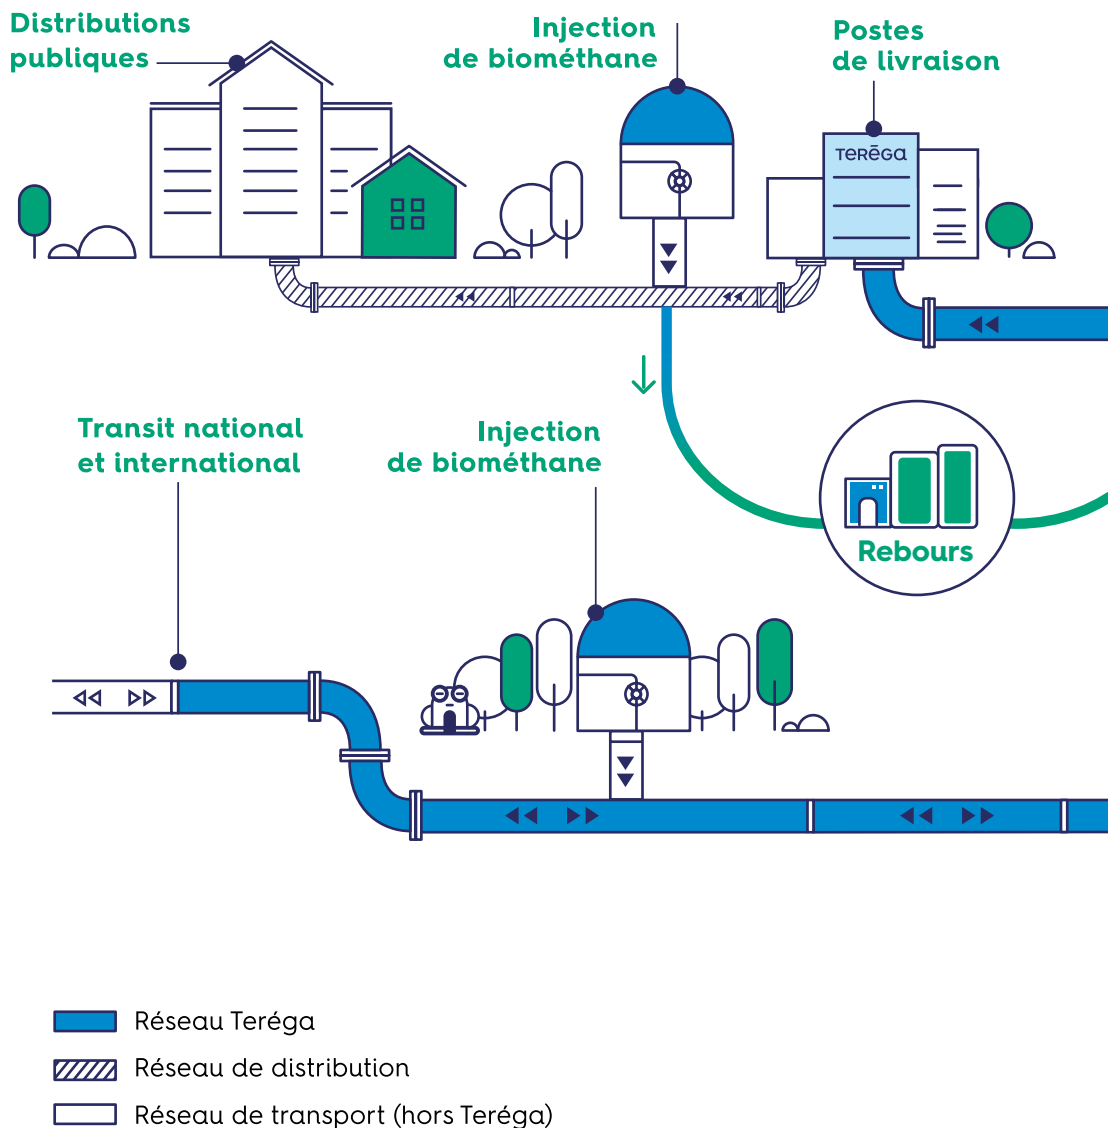 Distributions
publiques
Injection
de biométhane
Postes
de livraison
TERĒGA
Transit national
et international
Injection
de biométhane
Rebours
Réseau Teréga
Réseau de distribution
Réseau de transport (hors Teréga)